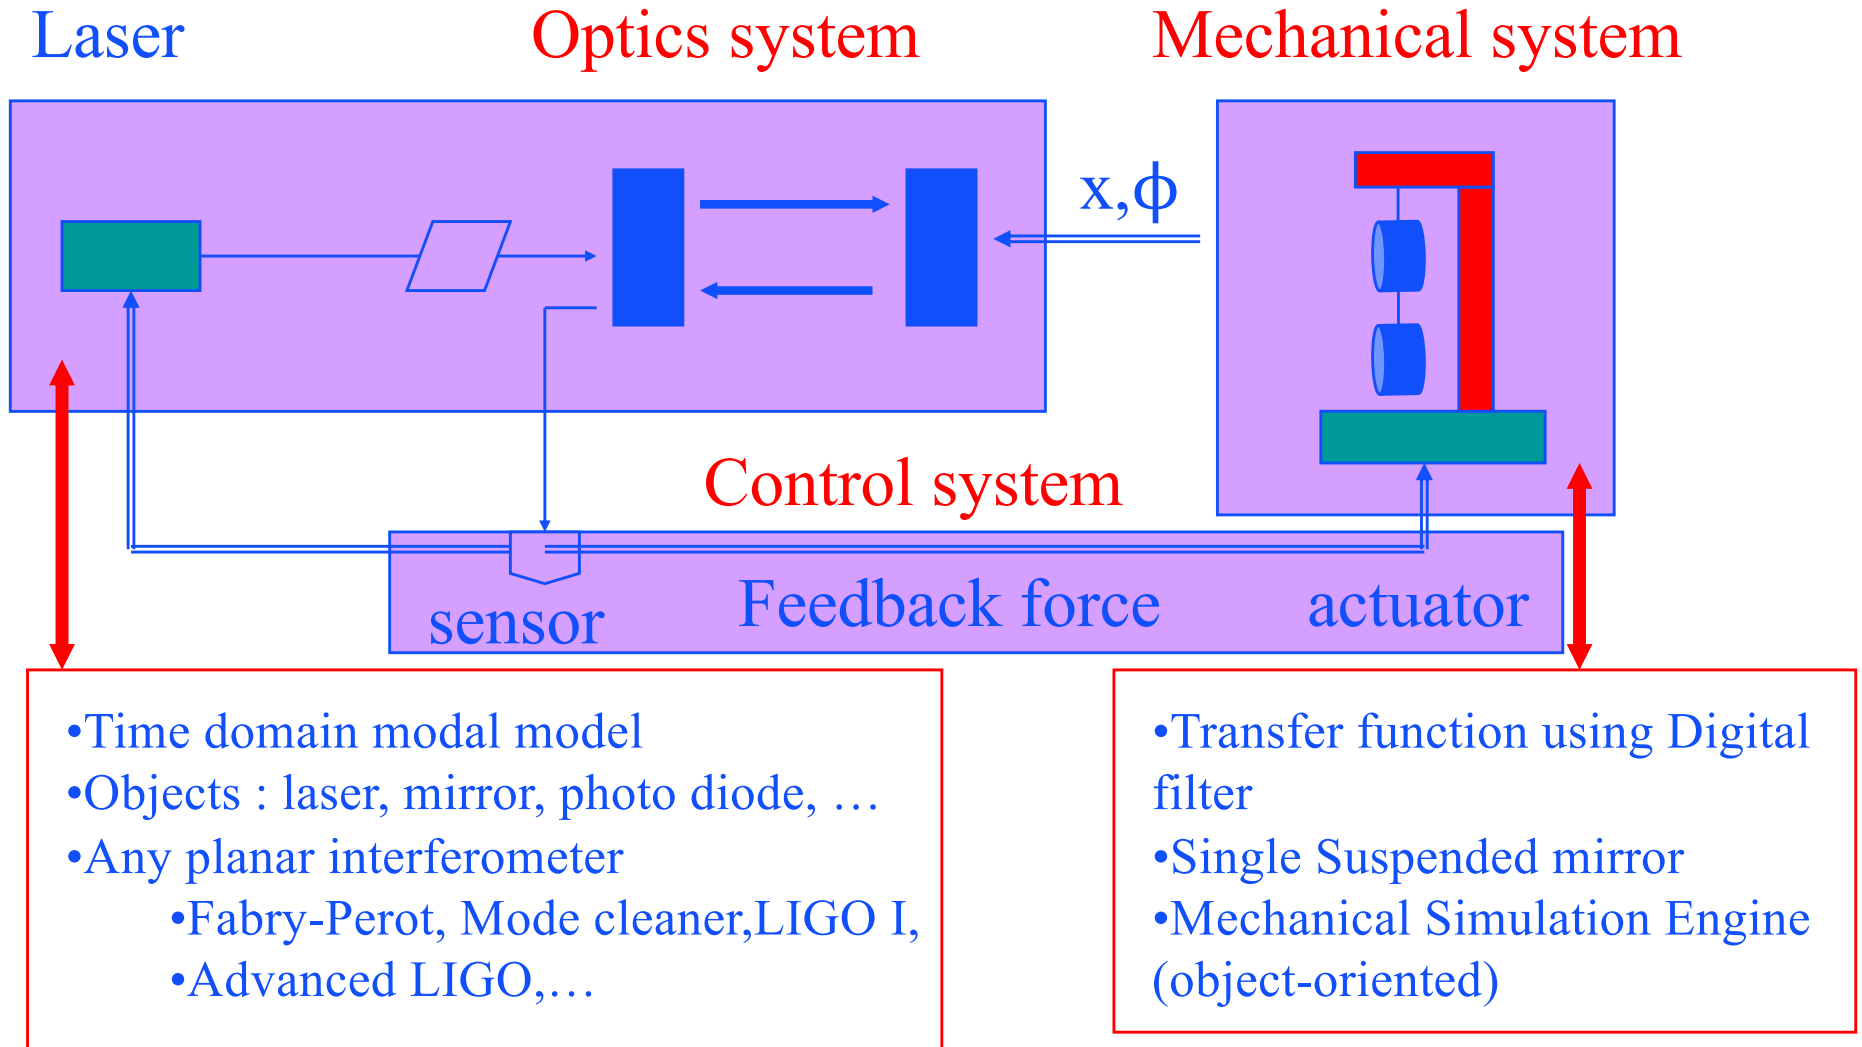 Laser
Optics system
Mechanical system
x,ϕ
Control system
sensor
Feedback force
actuator
•Time domain modal model
•Objects : laser, mirror, photo diode, …
•Any planar interferometer
•Fabry-Perot, Mode cleaner,LIGO I,
•Advanced LIGO,…
•Transfer function using Digital
filter
•Single Suspended mirror
•Mechanical Simulation Engine
(object-oriented)